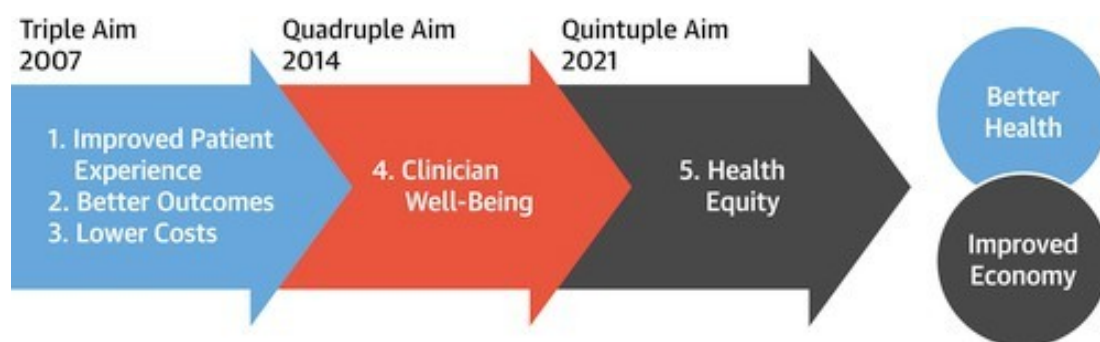 Triple Aim
2007
Quadruple Aim
2014
Quintuple Aim
2021
1. Improved Patient
Experience
2. Better Outcomes
3. Lower Costs
4. Clinician
Well-Being
5. Health
Equity
Better
Health
Improved
Economy